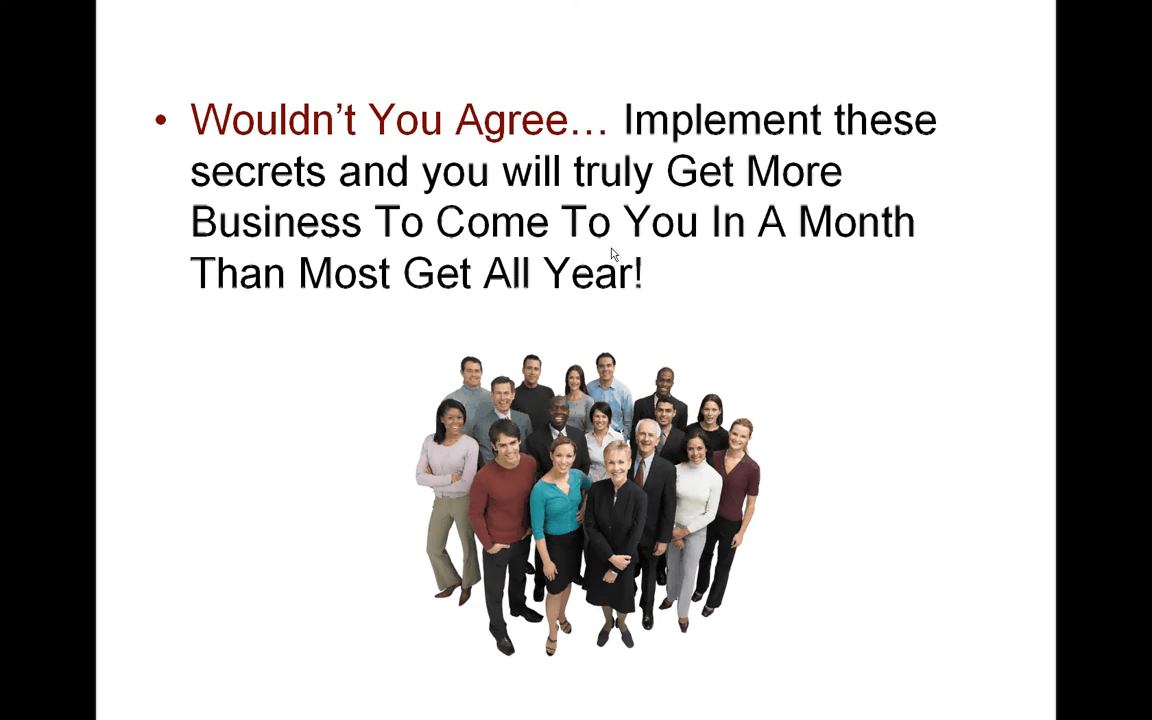 • Wouldn't You Agree… Implement these
secrets and you will truly Get More
Business To Come To You In A Month
Than Most Get All Year!